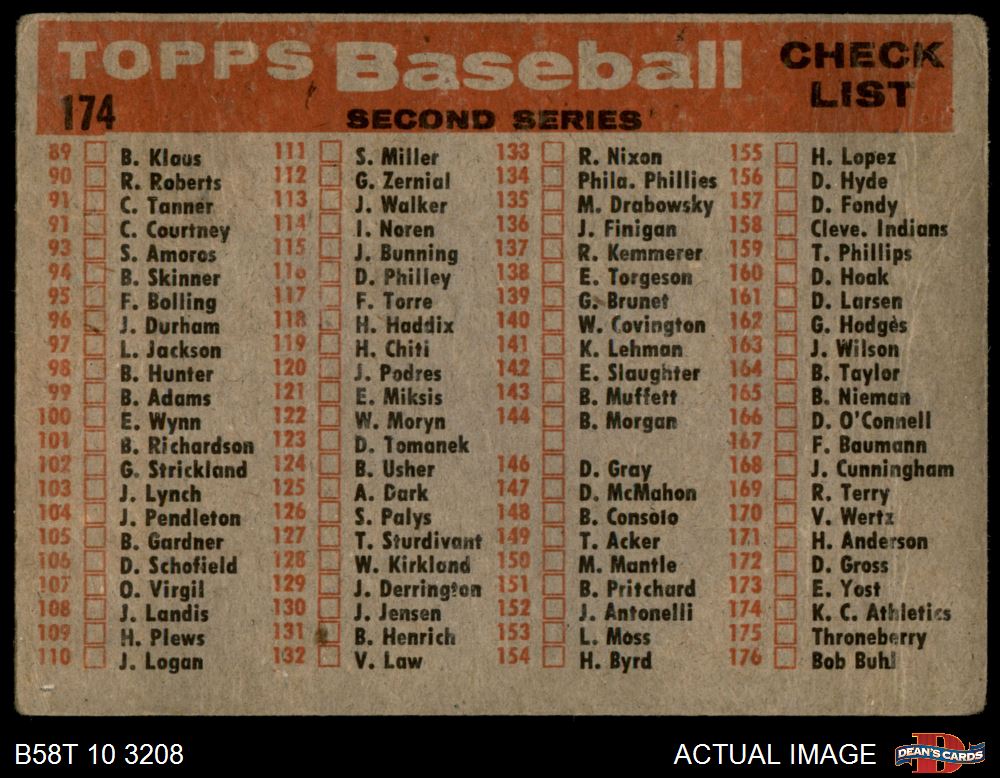 TOPPS Baseball CHECK LIST
174
SECOND SERIES
89 B. Klaus
90 R. Roberts
91 C. Tanner
91 C. Courtney
93 S. Amoros
94 B. Skinner
95 F. Bolling
96 J. Durham
97 L. Jackson
98 B. Hunter
99 B. Adams
100 E. Wynn
101 B. Richardson
102 G. Strickland
103 J. Lynch
104 J. Pendleton
105 B. Gardner
106 D. Schofield
107 O. Virgil
108 J. Landis
109 H. Plews
110 J. Logan
111 S. Miller
112 G. Zernial
113 J. Walker
114 I. Noren
115 J. Bunning
116 D. Philley
117 F. Torre
118 H. Haddix
119 H. Chiti
120 J. Podres
121 E. Miksis
122 W. Moryn
123 D. Tomanek
124 B. Usher
125 A. Dark
126 S. Palys
127 T. Sturdivant
128 W. Kirkland
129 J. Derrington
130 J. Jensen
131 B. Henrich
132 V. Law
133 R. Nixon
134 Phila. Phillies
135 M. Drabowsky
136 J. Finigan
137 R. Kemmerer
138 E. Torgeson
139 G. Brunet
140 W. Covington
141 K. Lehman
142 E. Slaughter
143 B. Muffett
144 B. Morgan
146 D. Gray
147 D. McMahon
148 B. Consolo
149 T. Acker
150 M. Mantle
151 B. Pritchard
152 J. Antonelli
153 L. Moss
154 H. Byrd
155 H. Lopez
156 D. Hyde
157 D. Fondy
158 Cleve. Indians
159 T. Phillips
160 D. Hoak
161 D. Larsen
162 G. Hodges
163 J. Wilson
164 B. Taylor
165 B. Nieman
166 D. O'Connell
167 F. Baumann
168 J. Cunningham
169 R. Terry
170 V. Wertz
171 H. Anderson
172 D. Gross
173 E. Yost
174 K. C. Athletics
175 Throneberry
176 Bob Buhl
B58T 10 3208
ACTUAL IMAGE
DEAN'S CARDS